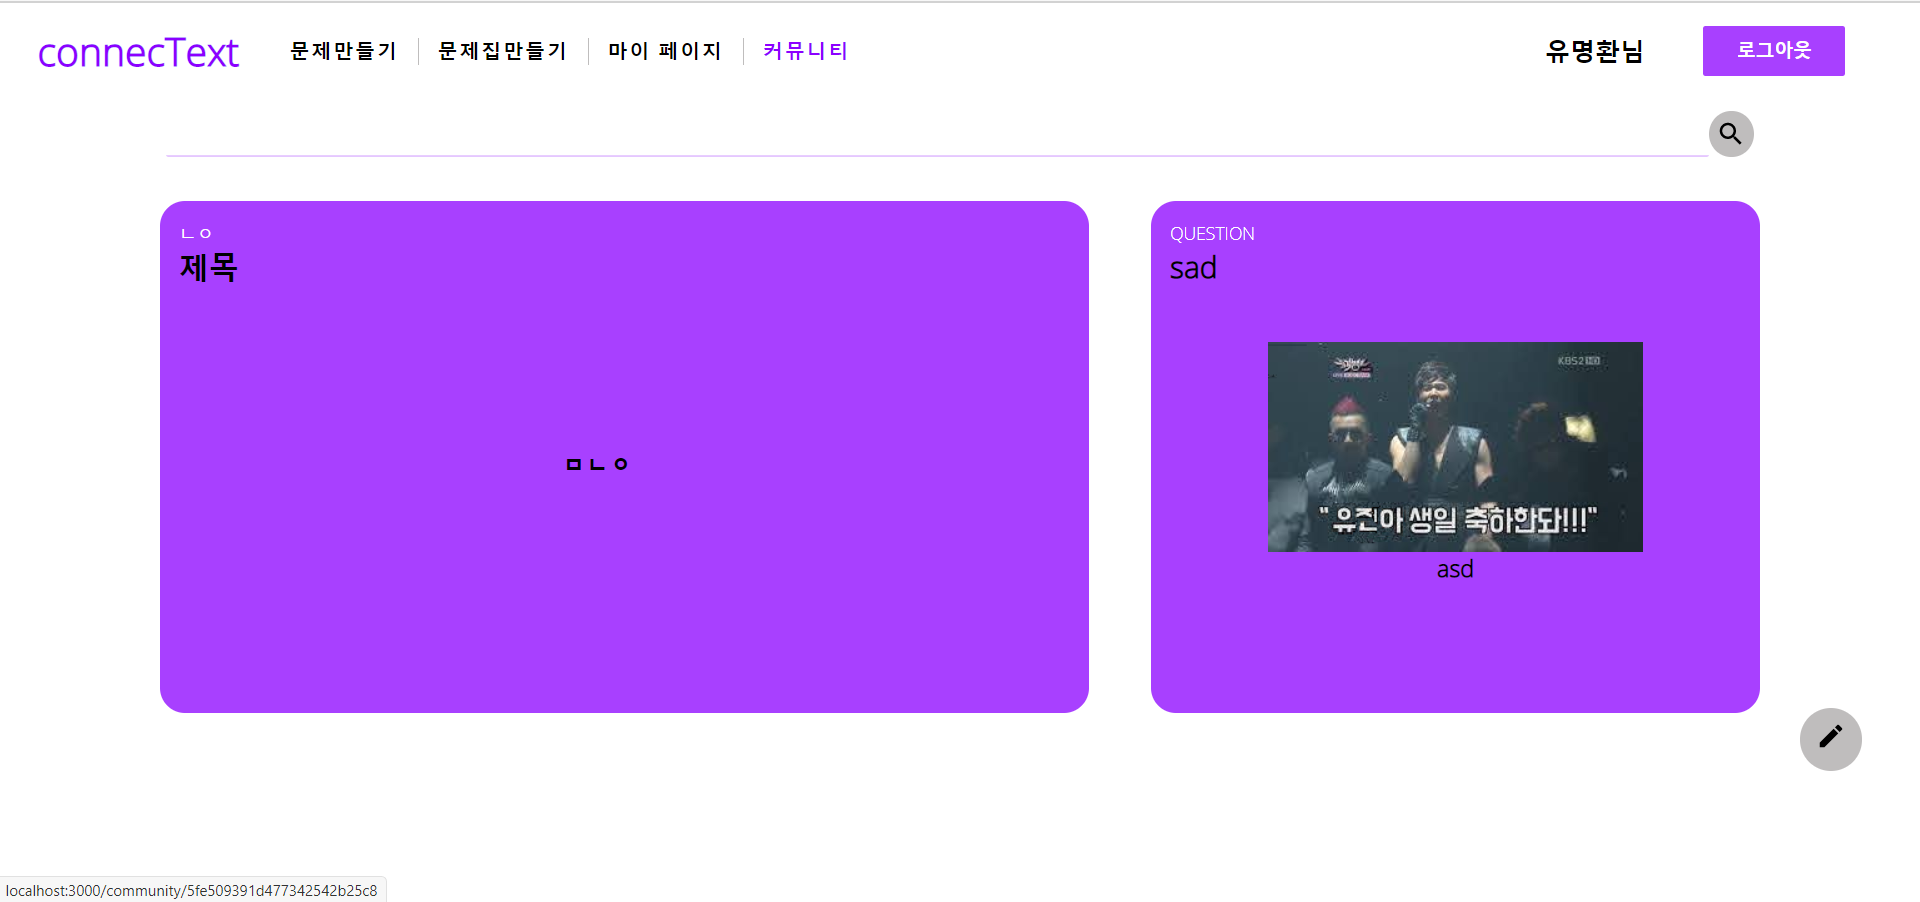 connecText
문제만들기
문제집만들기
마이 페이지
커뮤니티
유명환님
로그아웃
ㄴㅇ
제목
ㅁㄴㅇ
QUESTION
sad
KBS2 HD
" 유진아 생일 축하한돠!!!"
asd
localhost:3000/community/5fe509391d477342542b25c8